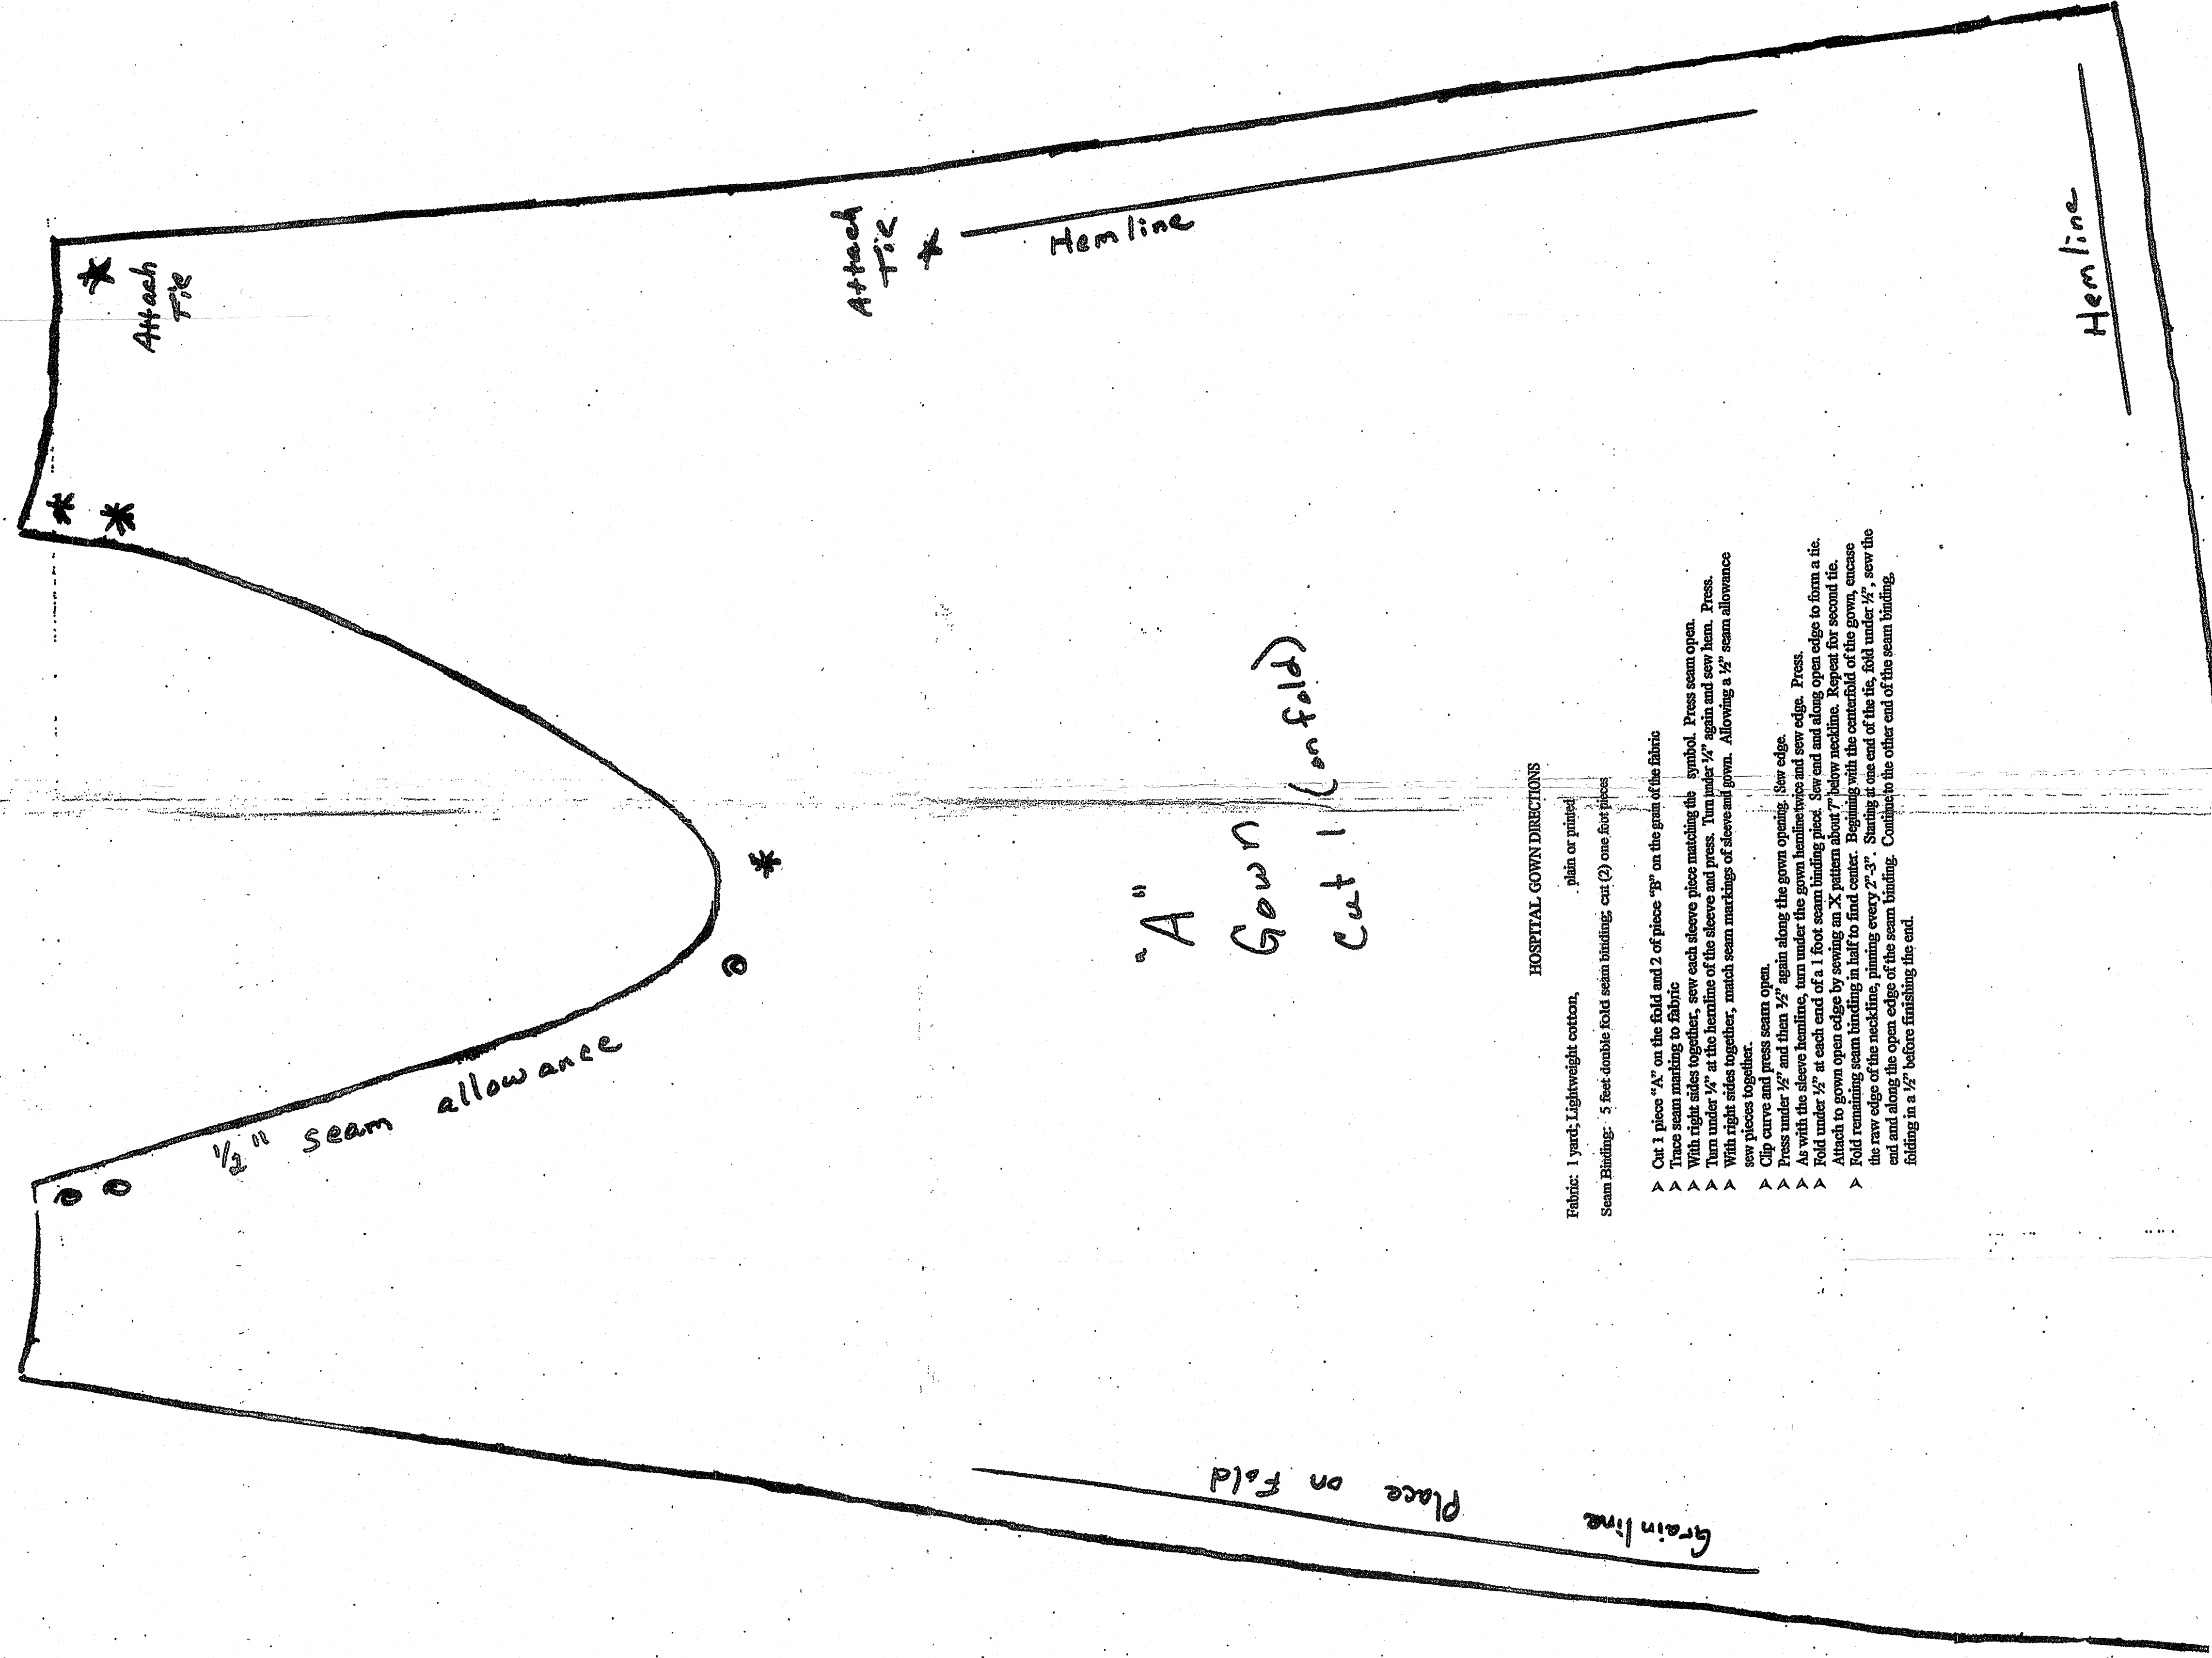 Attach
Tie
Attach
Tie
Hemline
Hemline
1/2" seam allowance
"A"
Gown
Cut 1 (on fold)
Place on Fold
Grainline
HOSPITAL GOWN DIRECTIONS
Fabric: 1 yard; Lightweight cotton, plain or printed
Seam Binding: 5 feet double fold seam binding; cut (2) one foot pieces
➢ Cut 1 piece “A” on the fold and 2 of piece “B” on the grain of the fabric
➢ Trace seam marking to fabric
➢ With right sides together, sew each sleeve piece matching the symbol. Press seam open.
➢ Turn under ¼” at the hemline of the sleeve and press. Turn under ¼” again and sew hem. Press.
➢ With right sides together, match seam markings of sleeve and gown. Allowing a ½” seam allowance
sew pieces together.
➢ Clip curve and press seam open.
➢ Press under ½” and then ½” again along the gown opening. Sew edge.
➢ As with the sleeve hemline, turn under the gown hemline twice and sew edge. Press.
➢ Fold under ½” at each end of a 1 foot seam binding piece. Sew end and along open edge to form a tie.
Attach to gown open edge by sewing an X pattern about 7” below neckline. Repeat for second tie.
➢ Fold remaining seam binding in half to find center. Beginning with the centerfold of the gown, encase
the raw edge of the neckline, pinning every 2”-3”. Starting at one end of the tie, fold under ½”, sew the
end and along the open edge of the seam binding. Continue to the other end of the seam binding,
folding in a ½” before finishing the end.